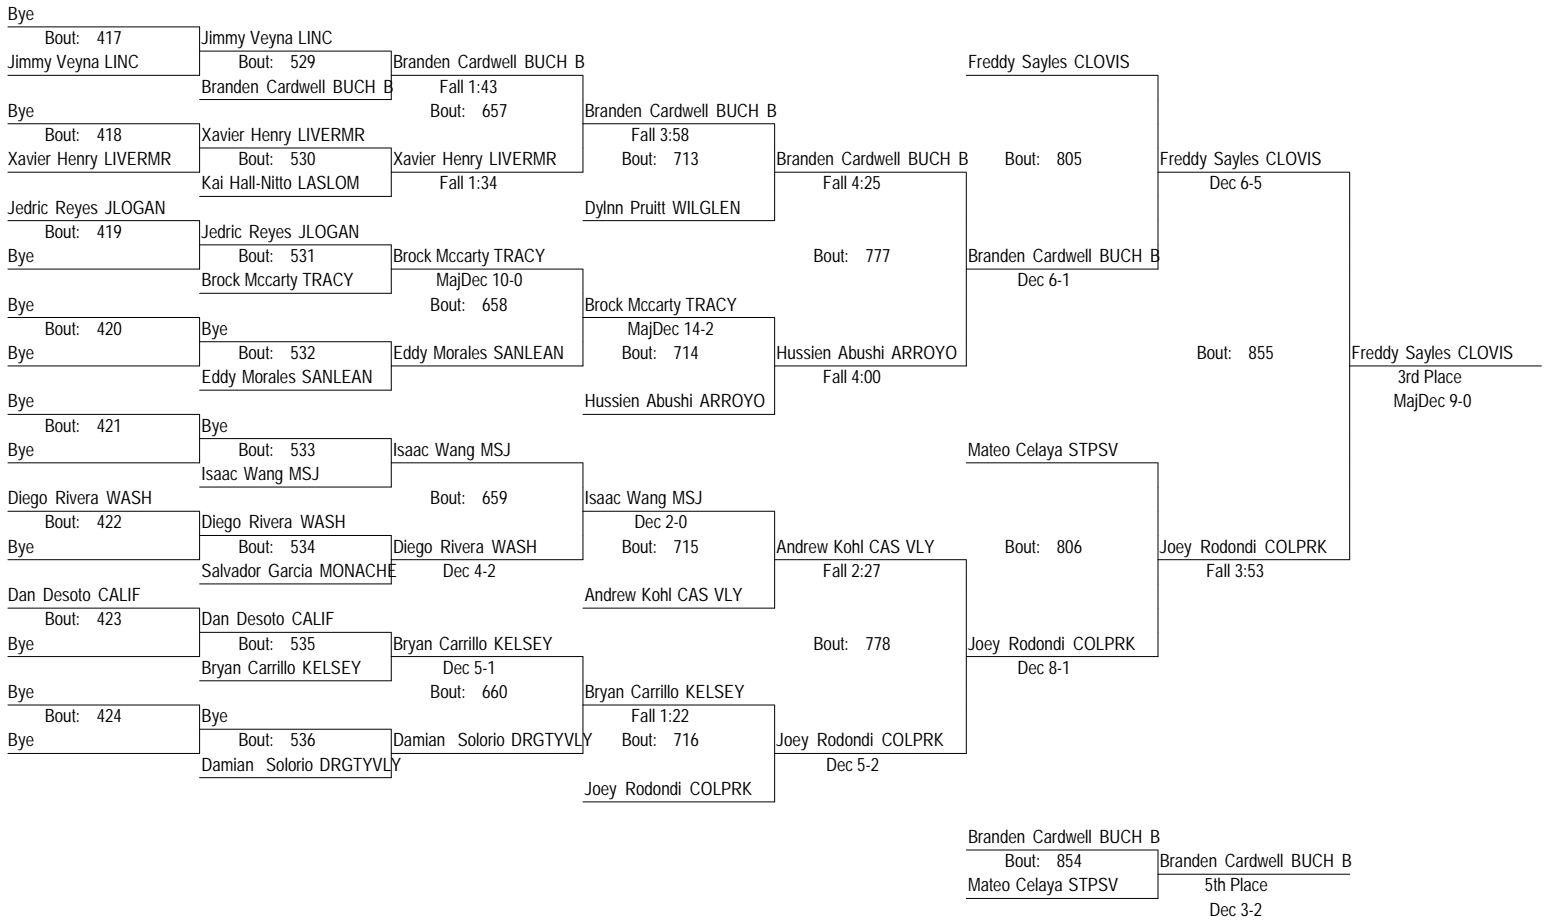 Bye
Bout: 417
Jimmy Veyna LINC
Bye
Bout: 418
Xavier Henry LIVERMR
Jedric Reyes JLOGAN
Bout: 419
Bye
Bye
Bout: 420
Bye
Bye
Bout: 421
Bye
Diego Rivera WASH
Bout: 422
Bye
Dan Desoto CALIF
Bout: 423
Bye
Bye
Bout: 424
Bye
Jimmy Veyna LINC
Bout: 529
Branden Cardwell BUCH B
Xavier Henry LIVERMR
Bout: 530
Kai Hall-Nitto LASLOM
Jedric Reyes JLOGAN
Bout: 531
Brock Mccarty TRACY
Bye
Bout: 532
Eddy Morales SANLEAN
Bye
Bout: 533
Isaac Wang MSJ
Diego Rivera WASH
Bout: 534
Salvador Garcia MONACHE
Dan Desoto CALIF
Bout: 535
Bryan Carrillo KELSEY
Bye
Bout: 536
Damian Solorio DRGTYVLY
Branden Cardwell BUCH B
Fall 1:43
Bout: 657
Xavier Henry LIVERMR
Fall 1:34
Brock Mccarty TRACY
MajDec 10-0
Bout: 658
Eddy Morales SANLEAN
Isaac Wang MSJ
Bout: 659
Diego Rivera WASH
Dec 4-2
Bryan Carrillo KELSEY
Dec 5-1
Bout: 660
Damian Solorio DRGTYVLY
Branden Cardwell BUCH B
Fall 3:58
Bout: 713
Dylnn Pruitt WILGLEN
Brock Mccarty TRACY
MajDec 14-2
Bout: 714
Hussien Abushi ARROYO
Isaac Wang MSJ
Dec 2-0
Bout: 715
Andrew Kohl CAS VLY
Bryan Carrillo KELSEY
Fall 1:22
Bout: 716
Joey Rodondi COLPRK
Branden Cardwell BUCH B
Fall 4:25
Bout: 777
Hussien Abushi ARROYO
Fall 4:00
Andrew Kohl CAS VLY
Fall 2:27
Bout: 778
Joey Rodondi COLPRK
Dec 5-2
Freddy Sayles CLOVIS
Bout: 805
Branden Cardwell BUCH B
Dec 6-1
Mateo Celaya STPSV
Bout: 806
Joey Rodondi COLPRK
Dec 8-1
Freddy Sayles CLOVIS
Dec 6-5
Bout: 855
Joey Rodondi COLPRK
Fall 3:53
Freddy Sayles CLOVIS
3rd Place
MajDec 9-0
Branden Cardwell BUCH B
Bout: 854
Mateo Celaya STPSV
Branden Cardwell BUCH B
5th Place
Dec 3-2